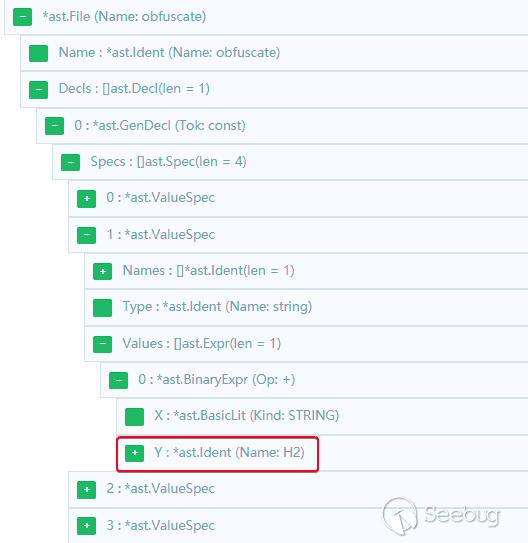 *ast.File (Name: obfuscate)
Name : *ast.Ident (Name: obfuscate)
Decls : []ast.Decl(len = 1)
0 : *ast.GenDecl (Tok: const)
Specs : []ast.Spec(len = 4)
0 : *ast.ValueSpec
1 : *ast.ValueSpec
Names : []*ast.Ident(len = 1)
Type : *ast.Ident (Name: string)
Values : []ast.Expr(len = 1)
0 : *ast.BinaryExpr (Op: +)
X : *ast.BasicLit (Kind: STRING)
Y : *ast.Ident (Name: H2)
2 : *ast.ValueSpec
3 : *ast.ValueSpec
Seebug